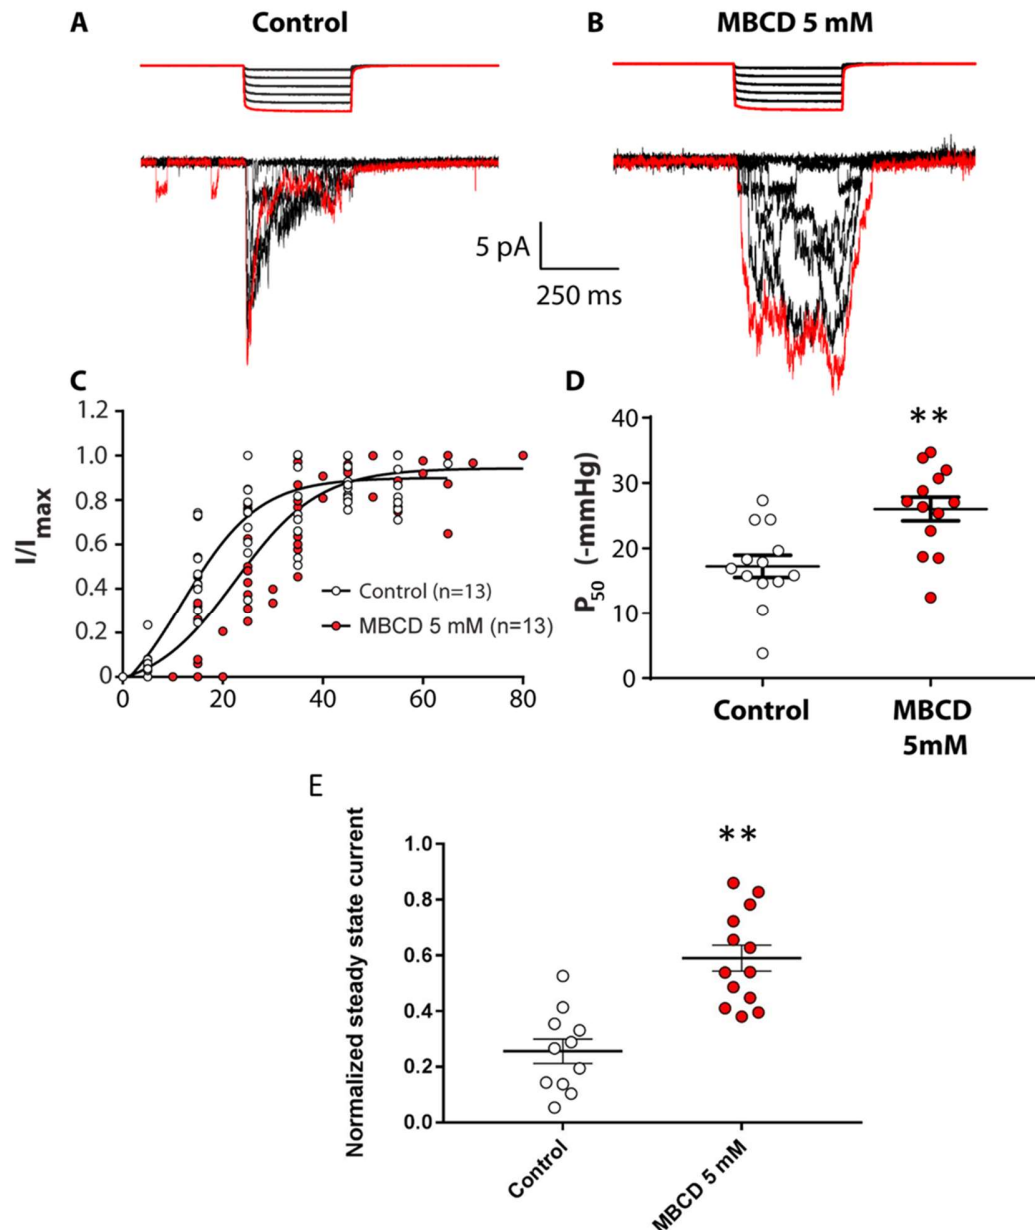 A Control
B MBCD 5 mM
5 pA
250 ms
C
I/Imax
1.2
1.0
0.8
0.6
0.4
0.2
0
0 20 40 60 80
Control (n=13)
MBCD 5 mM (n=13)
D
**
P50 (-mmHg)
40
30
20
10
0
Control
MBCD
5mM
E
**
Normalized steady state current
1.0
0.8
0.6
0.4
0.2
0.0
Control
MBCD 5 mM